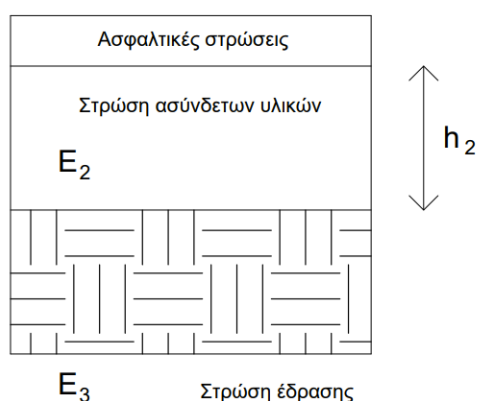 Ασφαλτικές στρώσεις
Στρώση ασύνδετων υλικών
E2
h2
E3
Στρώση έδρασης